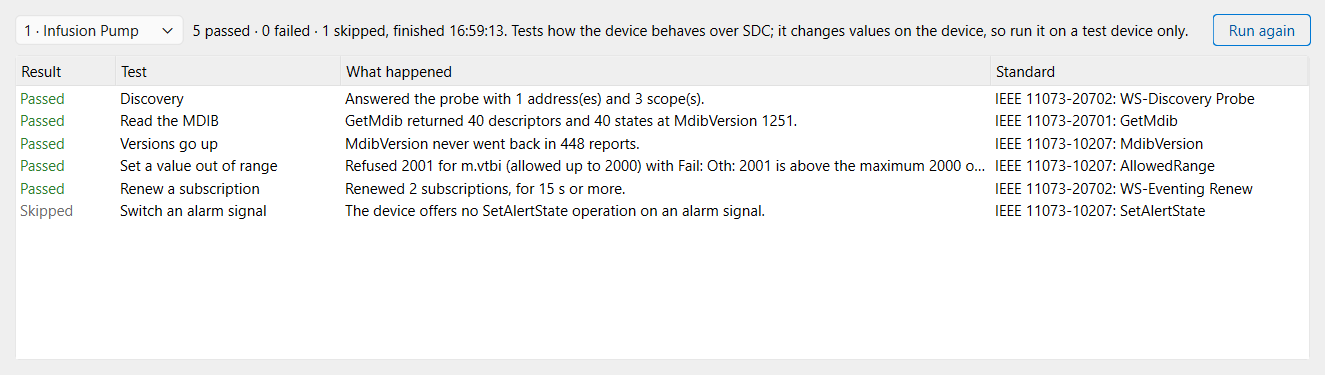 1 · Infusion Pump 5 passed · 0 failed · 1 skipped, finished 16:59:13. Tests how the device behaves over SDC; it changes values on the device, so run it on a test device only. Run again
Result Test What happened Standard
Passed Discovery Answered the probe with 1 address(es) and 3 scope(s). IEEE 11073-20702: WS-Discovery Probe
Passed Read the MDIB GetMdib returned 40 descriptors and 40 states at MdibVersion 1251. IEEE 11073-20701: GetMdib
Passed Versions go up MdibVersion never went back in 448 reports. IEEE 11073-10207: MdibVersion
Passed Set a value out of range Refused 2001 for m.vtbi (allowed up to 2000) with Fail: Oth: 2001 is above the maximum 2000 o... IEEE 11073-10207: AllowedRange
Passed Renew a subscription Renewed 2 subscriptions, for 15 s or more. IEEE 11073-20702: WS-Eventing Renew
Skipped Switch an alarm signal The device offers no SetAlertState operation on an alarm signal. IEEE 11073-10207: SetAlertState